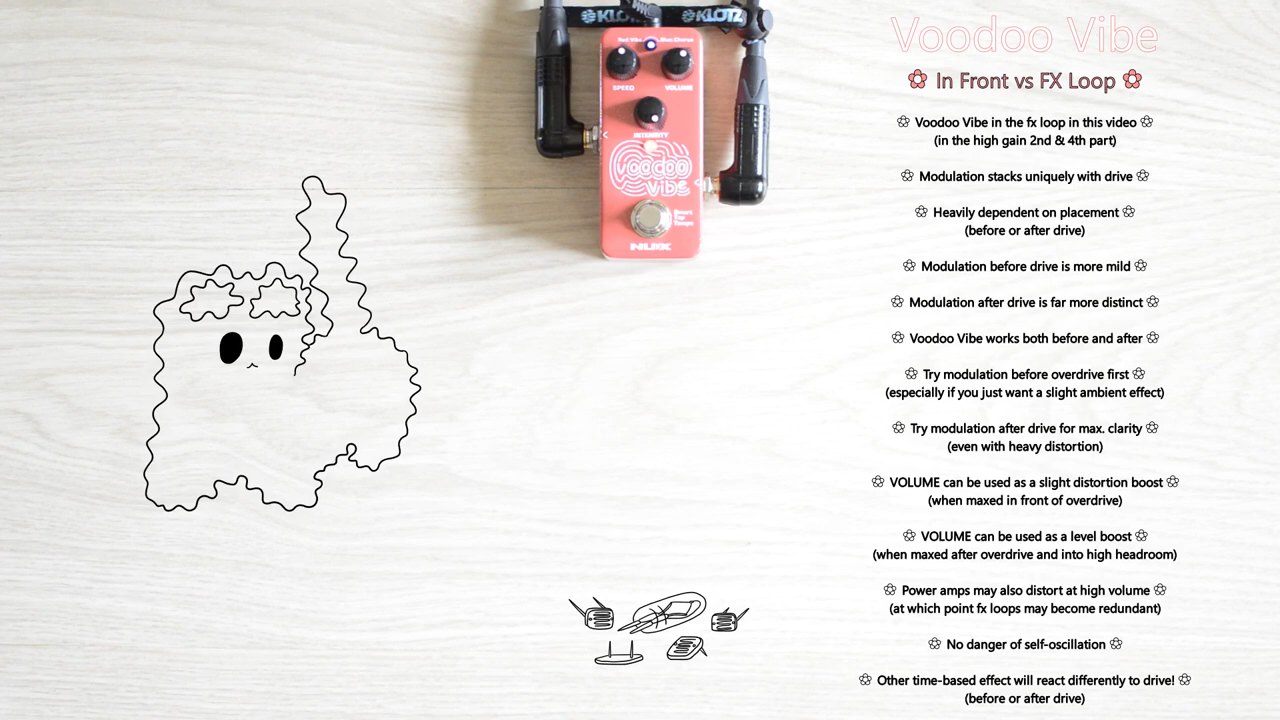 KLOTZ
KLOTZ
Voodoo Vibe
In Front vs FX Loop
Red: Vibe
Blue: Chorus
SPEED
VOLUME
INTENSITY
Voodoo
Vibe
Tap
NUX
Voodoo Vibe in the fx loop in this video
(in the high gain 2nd & 4th part)
Modulation stacks uniquely with drive
Heavily dependent on placement
(before or after drive)
Modulation before drive is more mild
Modulation after drive is far more distinct
Voodoo Vibe works both before and after
Try modulation before overdrive first
(especially if you just want a slight ambient effect)
Try modulation after drive for max. clarity
(even with heavy distortion)
VOLUME can be used as a slight distortion boost
(when maxed in front of overdrive)
VOLUME can be used as a level boost
(when maxed after overdrive and into high headroom)
Power amps may also distort at high volume
(at which point fx loops may become redundant)
No danger of self-oscillation
Other time-based effect will react differently to drive!
(before or after drive)